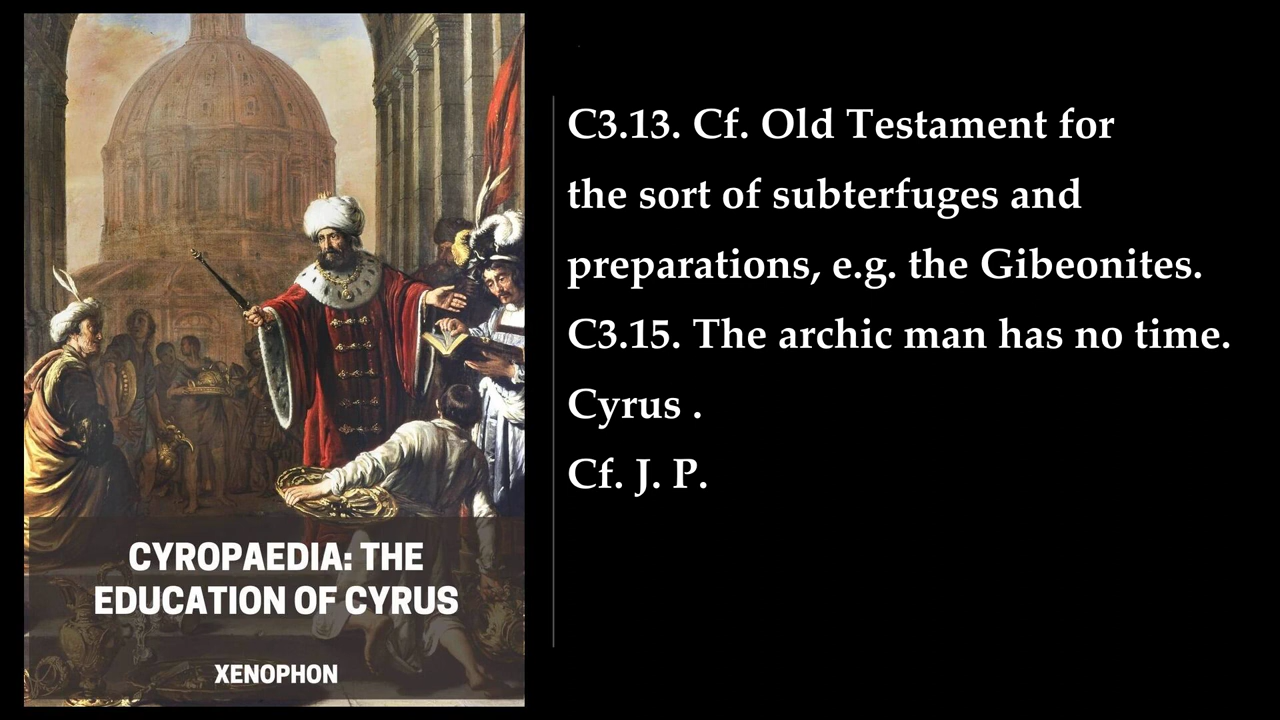 C3.13. Cf. Old Testament for
the sort of subterfuges and
preparations, e.g. the Gibeonites.
C3.15. The archic man has no time.
Cyrus .
Cf. J. P.
CYROPAEDIA: THE
EDUCATION OF CYRUS
XENOPHON